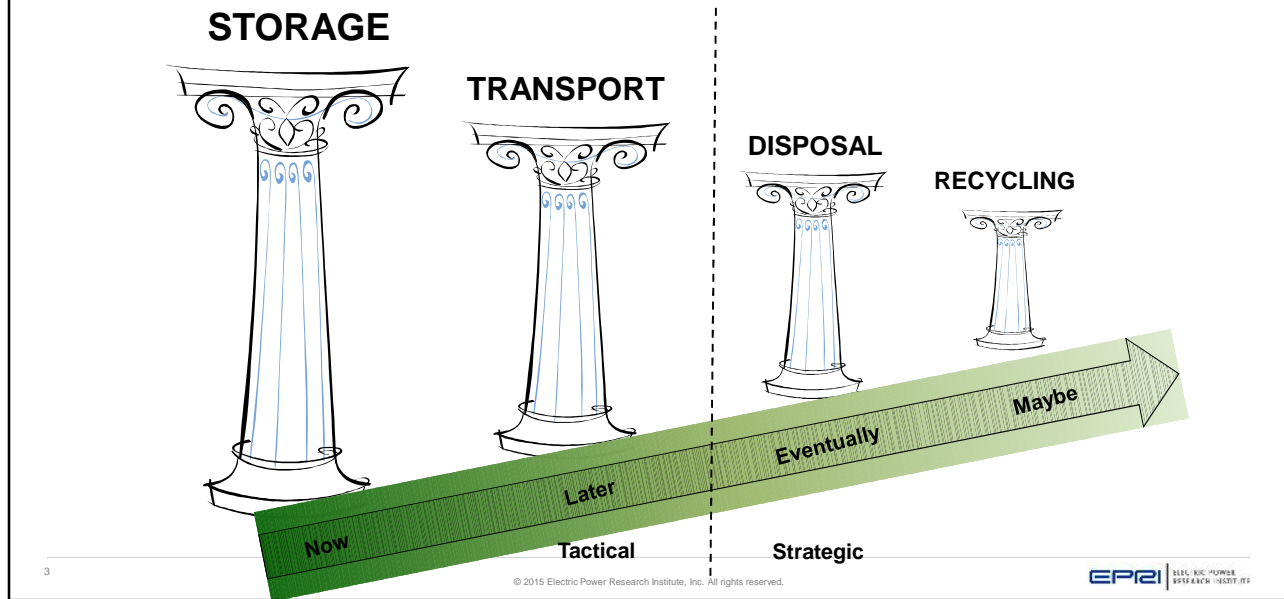 STORAGE
TRANSPORT
DISPOSAL
RECYCLING
Now
Later
Eventually
Maybe
Tactical
Strategic
3
© 2015 Electric Power Research Institute, Inc. All rights reserved.
EPRI
ELECTRIC POWER
RESEARCH INSTITUTE